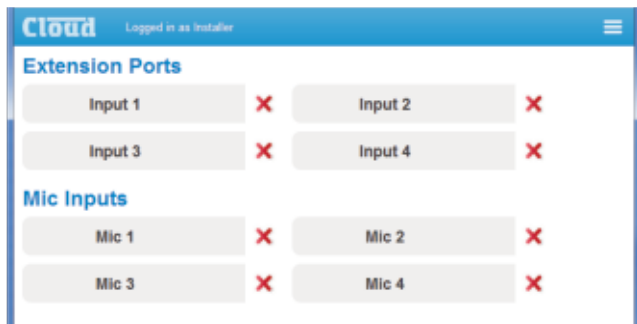 Cloud Logged in as Installer
Extension Ports
Input 1 Input 2
Input 3 Input 4
Mic Inputs
Mic 1 Mic 2
Mic 3 Mic 4